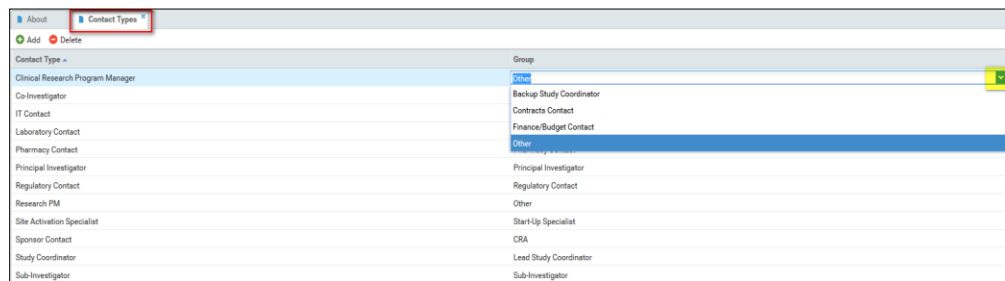 About Contact Types
Add Delete
Contact Type Group
Clinical Research Program Manager Other
Co-Investigator Backup Study Coordinator
IT Contact Contracts Contact
Laboratory Contact Finance/Budget Contact
Other
Pharmacy Contact
Principal Investigator Principal Investigator
Regulatory Contact Regulatory Contact
Research PM Other
Site Activation Specialist Start-Up Specialist
Sponsor Contact CRA
Study Coordinator Lead Study Coordinator
Sub-Investigator Sub-Investigator